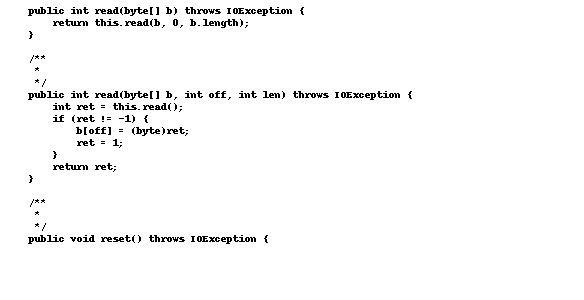 public int read(byte[] b) throws IOException {
    return this.read(b, 0, b.length);
}

/**
 *
 */
public int read(byte[] b, int off, int len) throws IOException {
    int ret = this.read();
    if (ret != -1) {
        b[off] = (byte)ret;
        ret = 1;
    }
    return ret;
}

/**
 *
 */
public void reset() throws IOException {